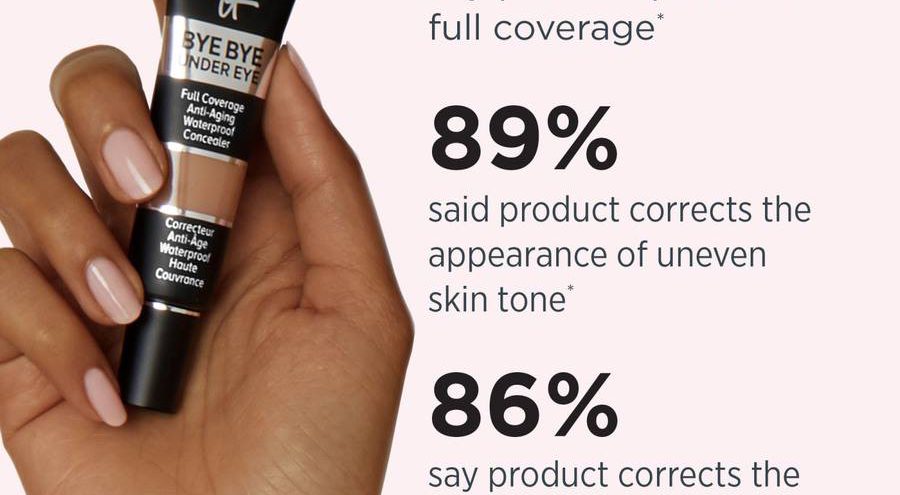 BYE BYE
UNDER EYE
Full Coverage
Anti-Aging
Waterproof
Concealer
Correcteur
Anti-Âge
Waterproof
Haute
Couvrance
full coverage*
89%
said product corrects the
appearance of uneven
skin tone*
86%
say product corrects the